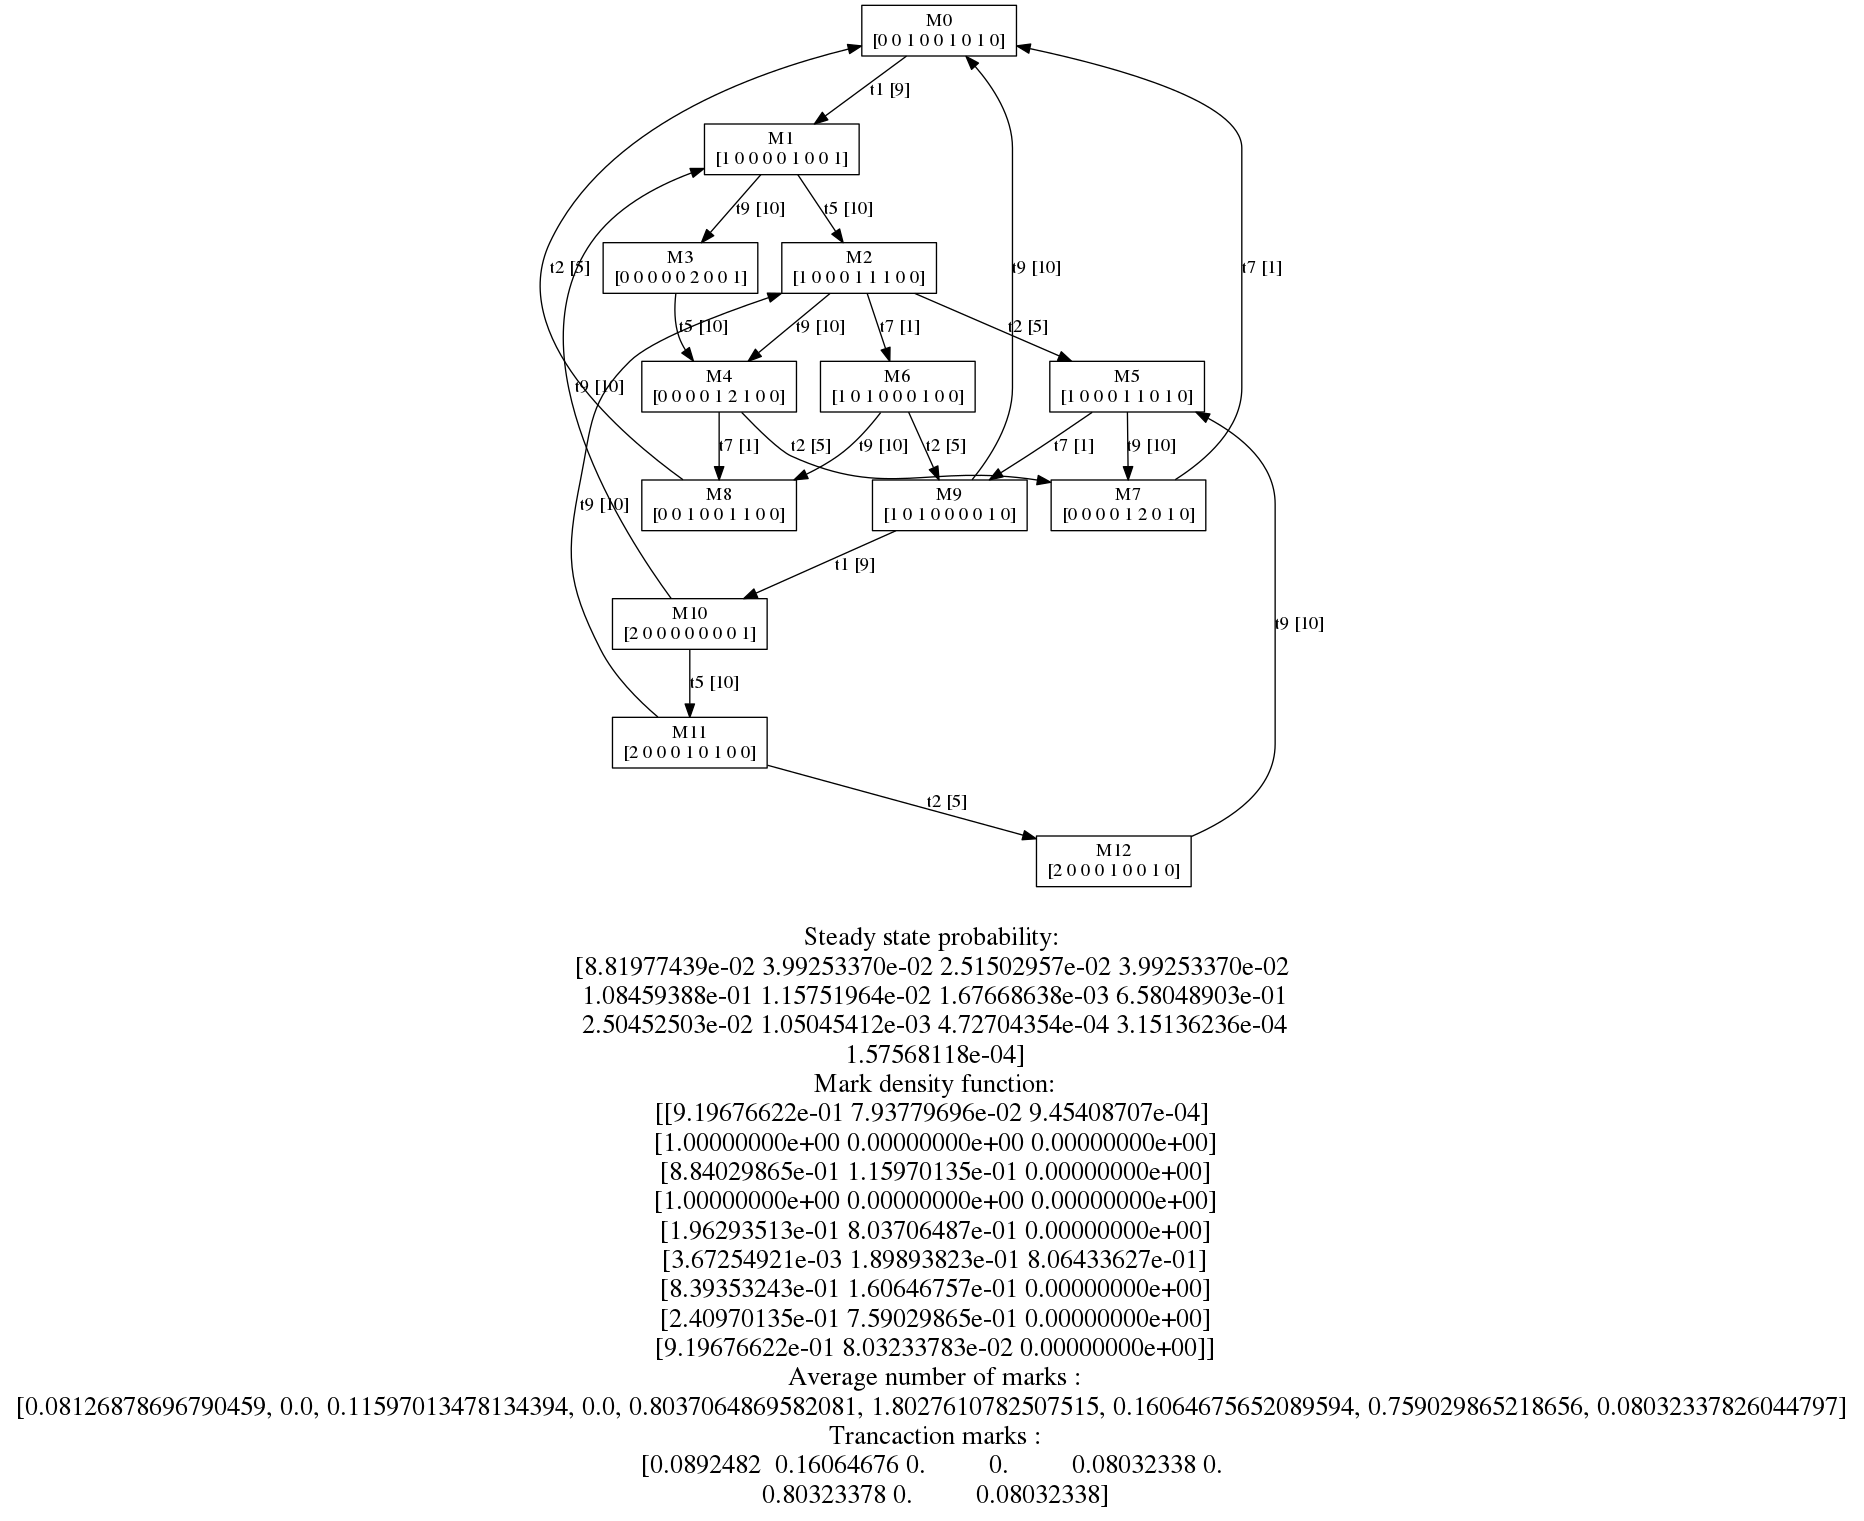 M0
[0 0 1 0 0 1 0 1 0]
t1 [9]
M1
[1 0 0 0 0 1 0 0 1]
t9 [10]
t5 [10]
M3
[0 0 0 0 0 2 0 0 1]
M2
[1 0 0 0 1 1 1 0 0]
t2 [5]
t9 [10]
t7 [1]
t5 [10]
t9 [10]
t7 [1]
t2 [5]
M4
[0 0 0 0 1 2 1 0 0]
M6
[1 0 1 0 0 0 1 0 0]
M5
[1 0 0 0 1 1 0 1 0]
t9 [10]
t7 [1]
t2 [5]
t9 [10]
t2 [5]
t7 [1]
t9 [10]
M8
[0 0 1 0 0 1 1 0 0]
M9
[1 0 1 0 0 0 0 1 0]
M7
[0 0 0 0 1 2 0 1 0]
t9 [10]
t1 [9]
M10
[2 0 0 0 0 0 0 0 1]
t9 [10]
t5 [10]
M11
[2 0 0 0 1 0 1 0 0]
t2 [5]
M12
[2 0 0 0 1 0 0 1 0]
Steady state probability:
[8.81977439e-02 3.99253370e-02 2.51502957e-02 3.99253370e-02
1.08459388e-01 1.15751964e-02 1.67668638e-03 6.58048903e-01
2.50452503e-02 1.05045412e-03 4.72704354e-04 3.15136236e-04
1.57568118e-04]
Mark density function:
[[9.19676622e-01 7.93779696e-02 9.45408707e-04]
[1.00000000e+00 0.00000000e+00 0.00000000e+00]
[8.84029865e-01 1.15970135e-01 0.00000000e+00]
[1.00000000e+00 0.00000000e+00 0.00000000e+00]
[1.96293513e-01 8.03706487e-01 0.00000000e+00]
[3.67254921e-03 1.89893823e-01 8.06433627e-01]
[8.39353243e-01 1.60646757e-01 0.00000000e+00]
[2.40970135e-01 7.59029865e-01 0.00000000e+00]
[9.19676622e-01 8.03233783e-02 0.00000000e+00]]
Average number of marks :
[0.08126878696790459, 0.0, 0.11597013478134394, 0.0, 0.8037064869582081, 1.8027610782507515, 0.16064675652089594, 0.759029865218656, 0.08032337826044797]
Trancaction marks :
[0.0892482 0.16064676 0. 0. 0.08032338 0.
0.80323378 0. 0.08032338]